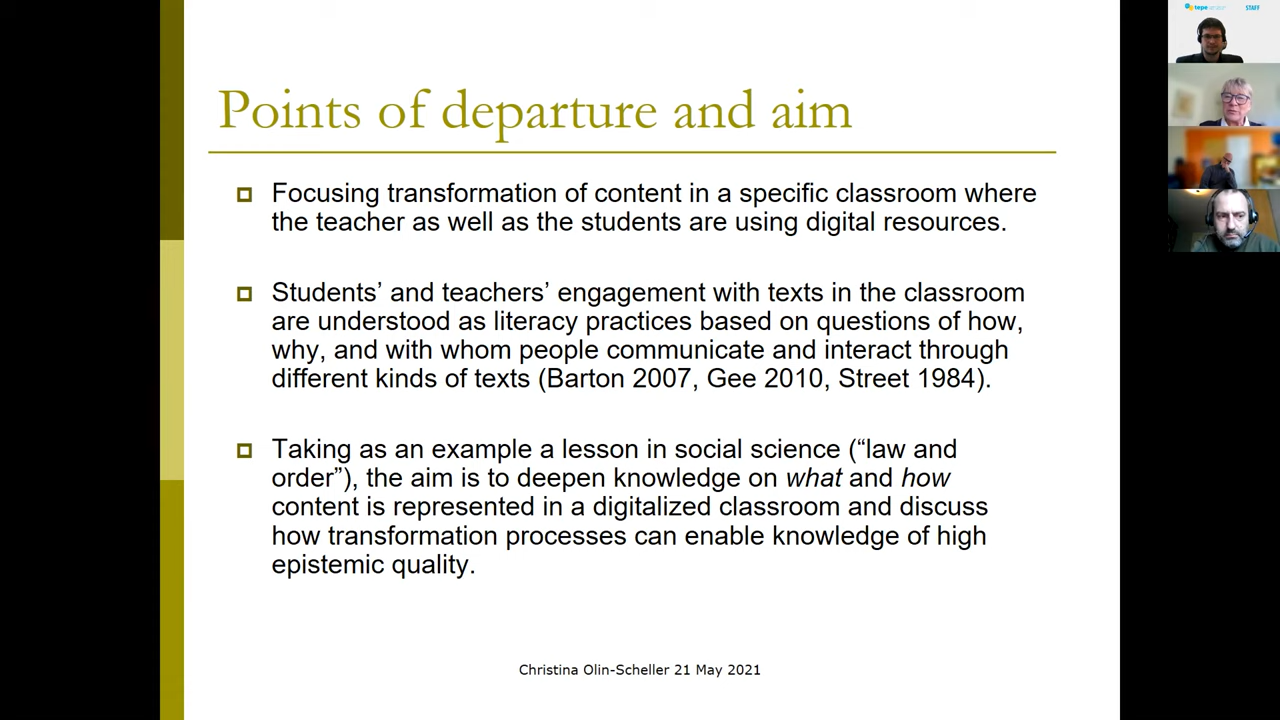 Points of departure and aim
Focusing transformation of content in a specific classroom where
the teacher as well as the students are using digital resources.
Students’ and teachers’ engagement with texts in the classroom
are understood as literacy practices based on questions of how,
why, and with whom people communicate and interact through
different kinds of texts (Barton 2007, Gee 2010, Street 1984).
Taking as an example a lesson in social science (“law and
order”), the aim is to deepen knowledge on what and how
content is represented in a digitalized classroom and discuss
how transformation processes can enable knowledge of high
epistemic quality.
Christina Olin-Scheller 21 May 2021
tepe
STAFF